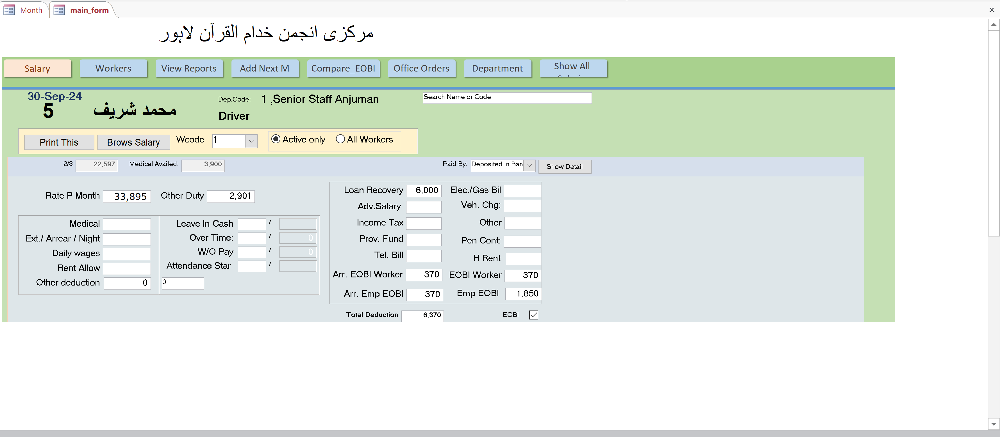 Month main_form
مرکزی انجمن خدام القرآن لاہور
Salary Workers View Reports Add Next M Compare_EOBI Office Orders Department Show All
30-Sep-24
5 محمد شریف
Dep.Code: 1 ,Senior Staff Anjuman
Driver
Search Name or Code
Print This Brows Salary Wcode 1 Active only All Workers
2/3 22,597 Medical Availed: 3,900 Paid By: Deposited in Ban Show Detail
Rate P Month 33,895 Other Duty 2,901
Medical
Ext./ Arrear / Night
Daily wages
Rent Allow
Other deduction 0
Leave In Cash /
Over Time: / 0
W/O Pay / 0
Attendance Star /
0
Loan Recovery 6,000 Elec./Gas Bil
Adv.Salary Veh. Chg:
Income Tax Other
Prov. Fund Pen Cont:
Tel. Bill H Rent
Arr. EOBI Worker 370 EOBI Worker 370
Arr. Emp EOBI 370 Emp EOBI 1,850
Total Deduction 6,370 EOBI